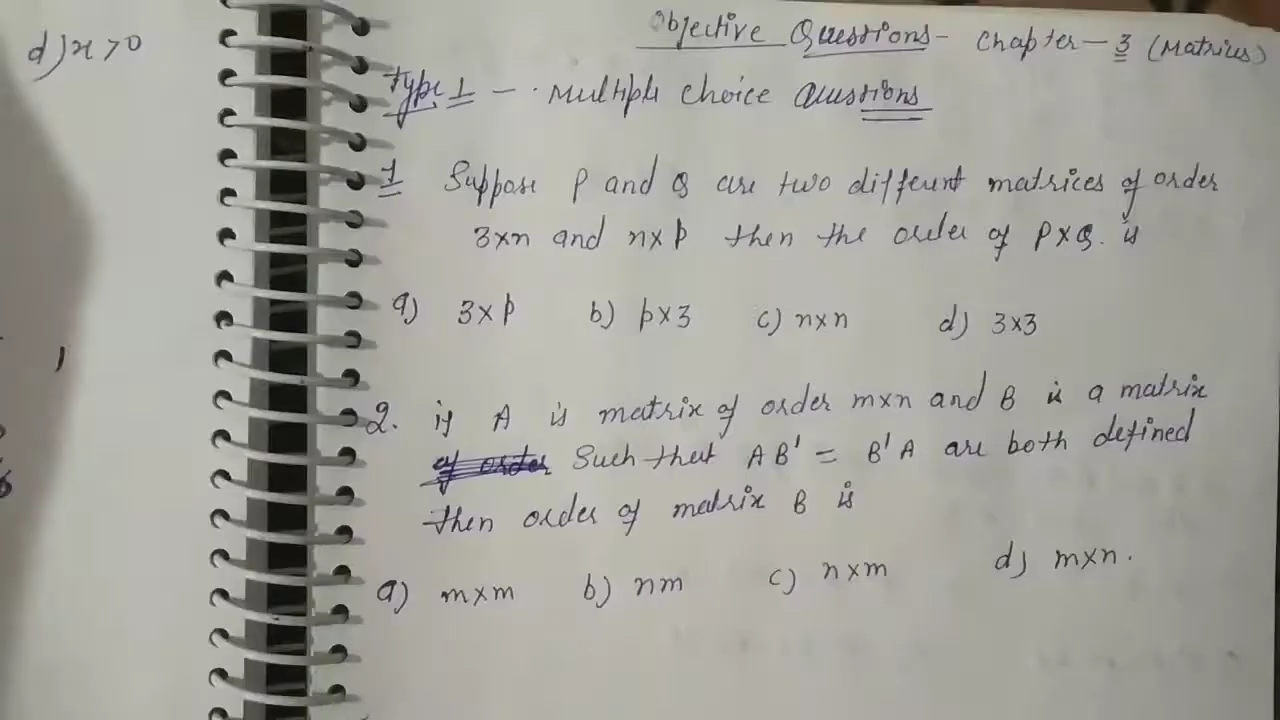 d) x > 0
Objective Questions - Chapter - 3 (Matrices)
Type 1 - . Multiple Choice Questions
1 Suppose P and Q are two different matrices of order
3×n and n×p then the order of P×Q. is
a) 3×p b) p×3 c) n×n d) 3×3
2. if A is matrix of order m×n and B is a matrix
of order Such that AB' = B'A are both defined
then order of matrix B is
a) m×m b) nm c) n×m d) m×n.